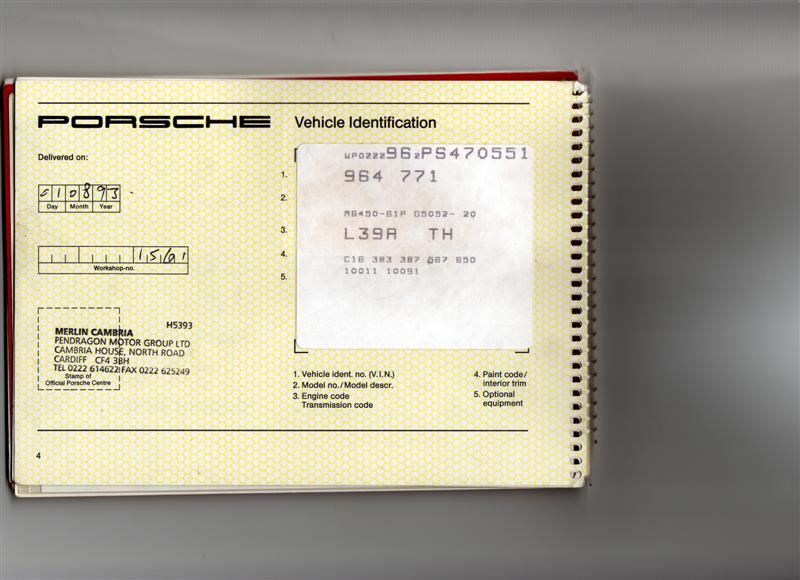 PORSCHE
Vehicle Identification
Delivered on:
010893
Day Month Year
Workshop-no.
H5393
MERLIN CAMBRIA
PENDRAGON MOTOR GROUP LTD
CAMBRIA HOUSE, NORTH ROAD
CARDIFF CF4 3BH
TEL 0222 614622 FAX 0222 625249
Stamp of
Official Porsche Centre
1. WP0ZZZ96ZPS470551
964 771
2.
M6450-61P G5052- 20
3. L39A TH
4. C16 383 387 567 650
10011 10091
5.
1. Vehicle ident. no. (V.I.N.)
2. Model no./Model descr.
3. Engine code
Transmission code
4. Paint code/
interior trim
5. Optional
equipment
4